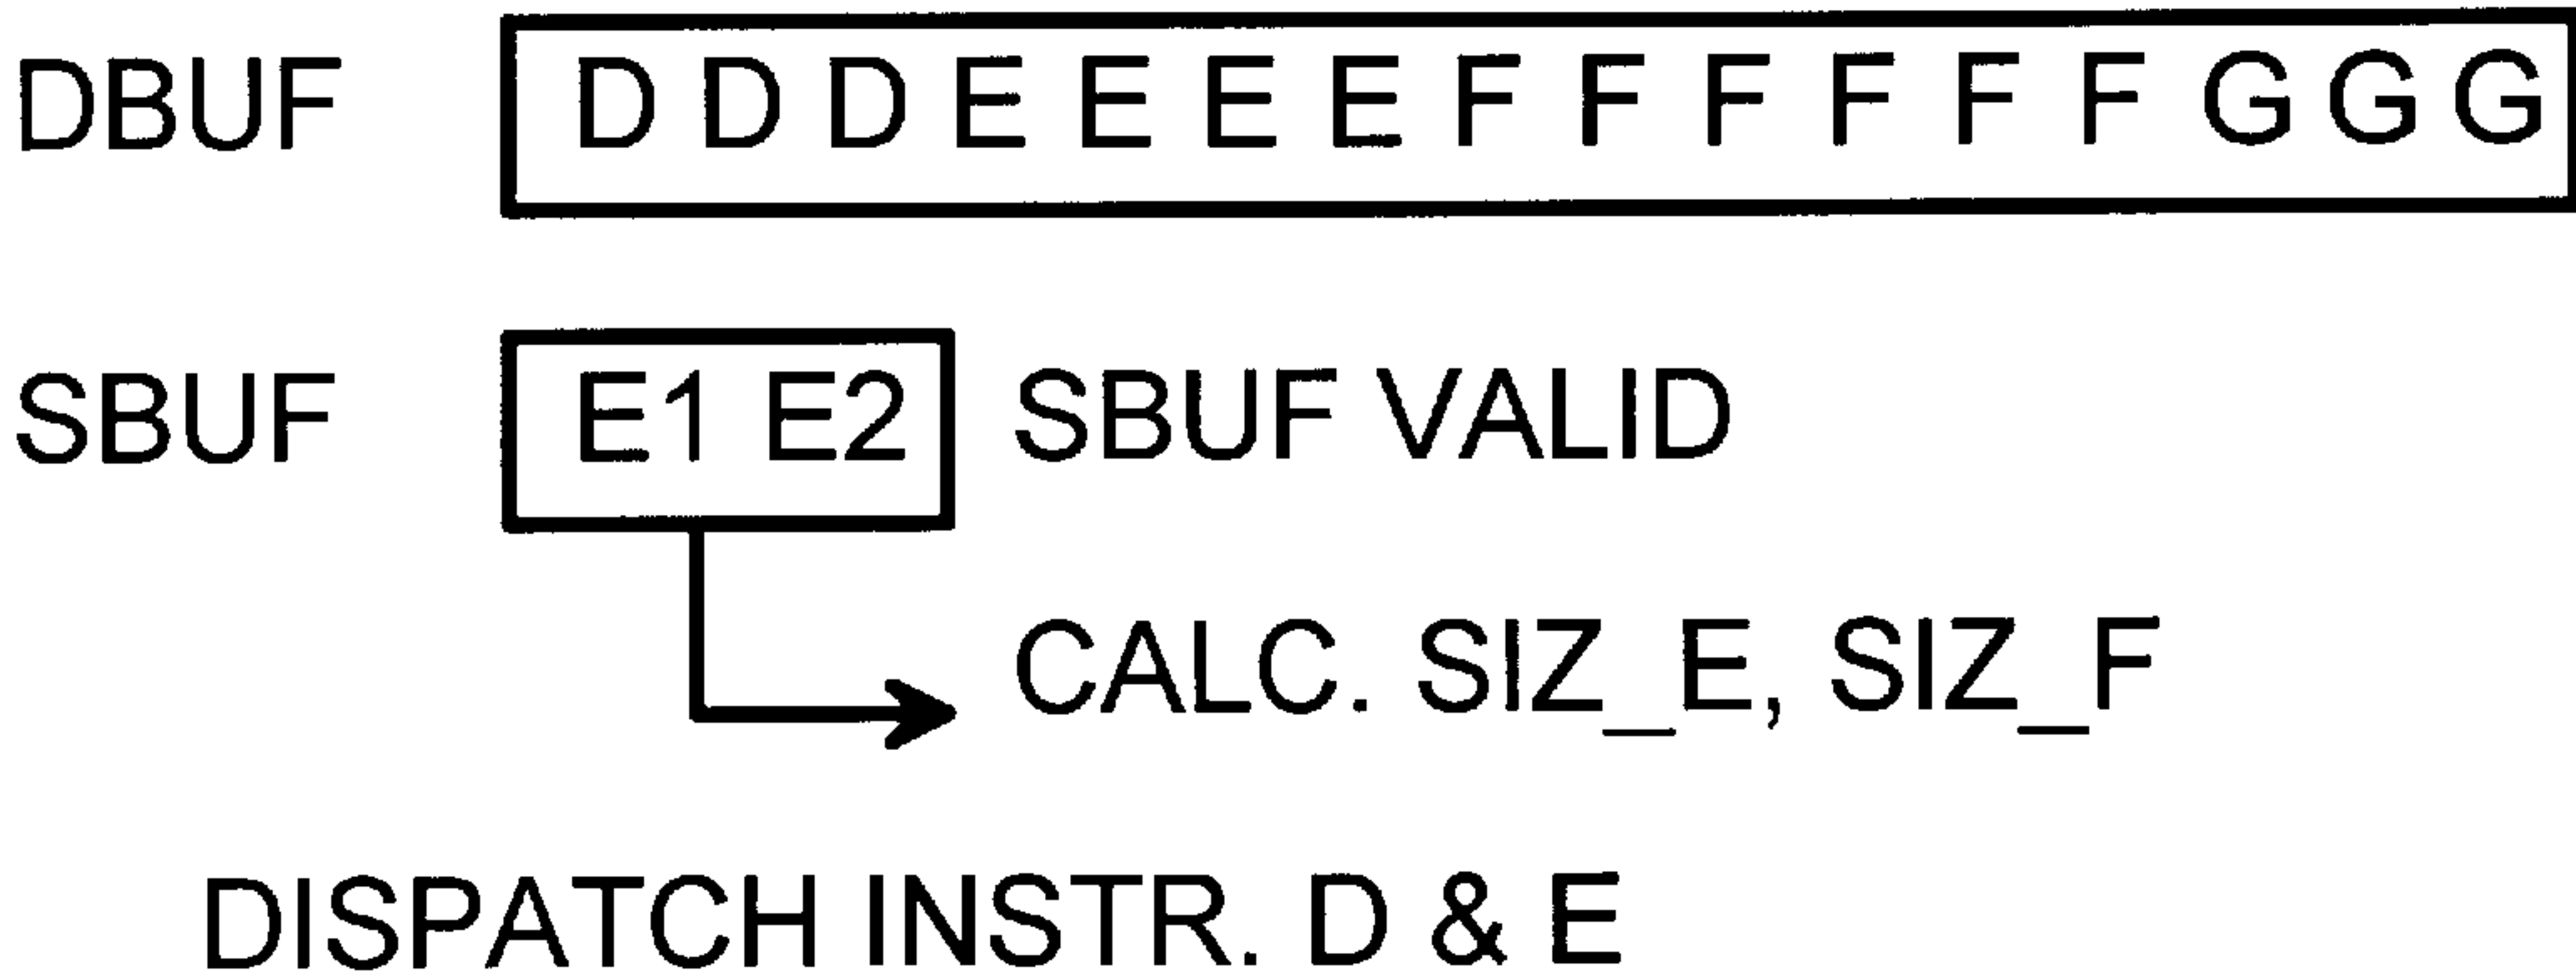 DBUF D D D E E E E F F F F F F G G G
SBUF E1 E2 SBUF VALID
CALC. SIZ_E, SIZ_F
DISPATCH INSTR. D & E